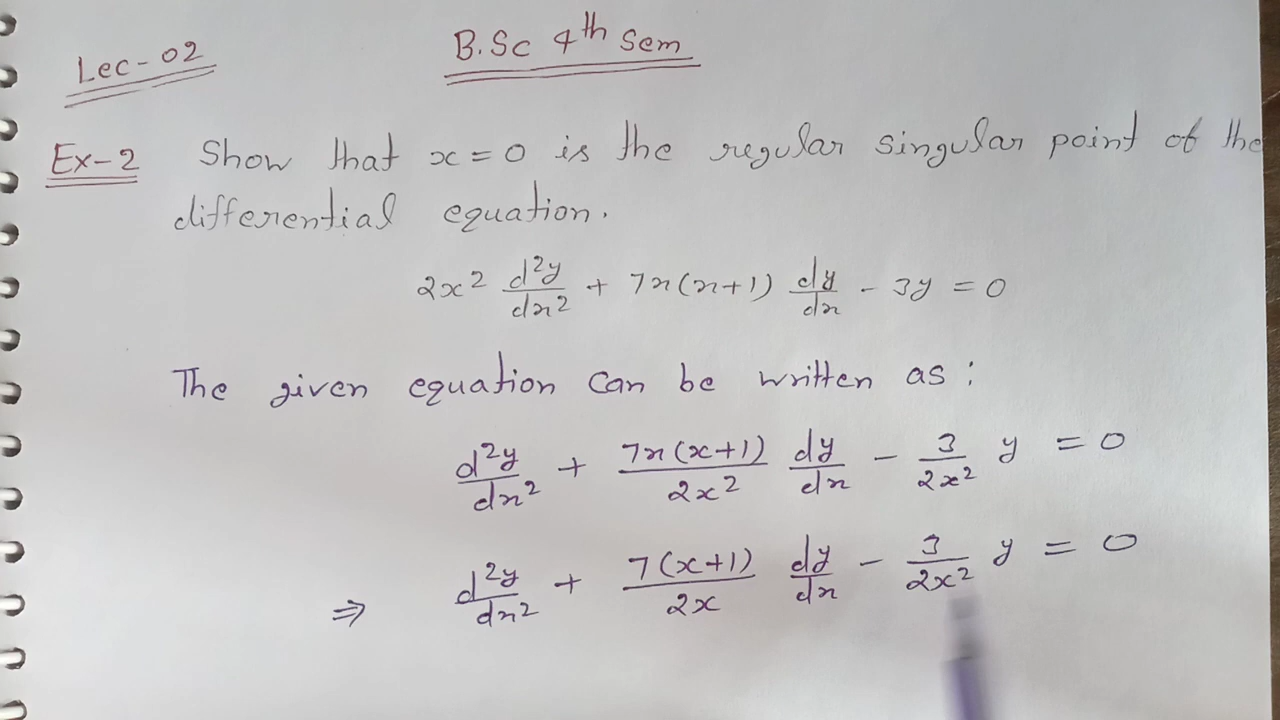 Lec-02
B.Sc 4th Sem
Ex-2 Show that x = 0 is the regular singular point of the
differential equation.
2x² d²y/dx² + 7x(x+1) dy/dx - 3y = 0
The given equation can be written as :
d²y/dx² + 7x(x+1)/2x² dy/dx - 3/2x² y = 0
⇒ d²y/dx² + 7(x+1)/2x dy/dx - 3/2x² y = 0